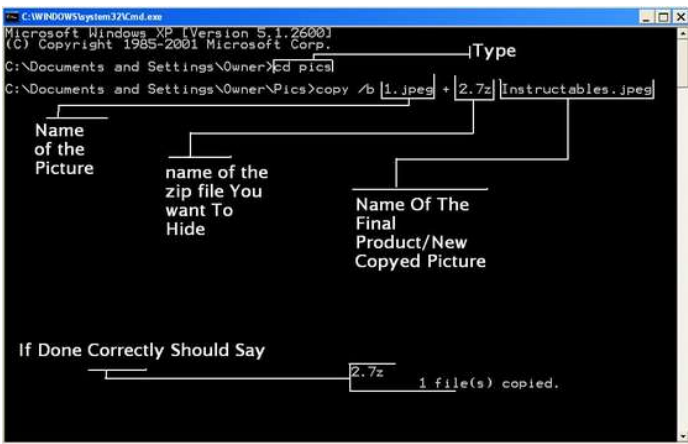 C:\WINDOWS\system32\Cmd.exe
Microsoft Windows XP [Version 5.1.2600]
(C) Copyright 1985-2001 Microsoft Corp.
Type
C:\Documents and Settings\Owner>cd pics
C:\Documents and Settings\Owner\Pics>copy /b 1.jpeg + 2.7z Instructables.jpeg
Name
of the
Picture
name of the
zip file You
want To
Hide
Name Of The
Final
Product/New
Copyed Picture
If Done Correctly Should Say
2.7z
1 file(s) copied.